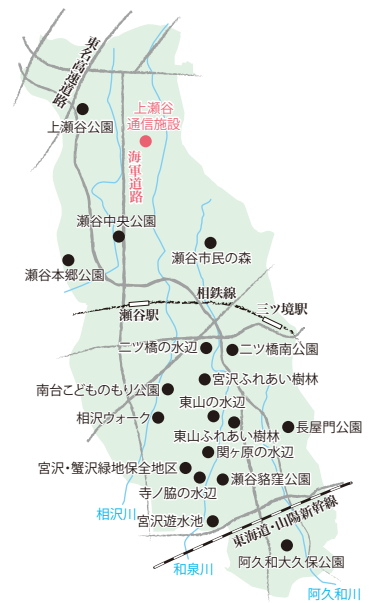 東名高速道路
上瀬谷公園
上瀬谷
通信施設
海軍道路
瀬谷中央公園
瀬谷市民の森
瀬谷本郷公園
相鉄線
瀬谷駅
三ツ境駅
二ツ橋の水辺
二ツ橋南公園
宮沢ふれあい樹林
南台こどものもり公園
東山の水辺
相沢ウォーク
東山ふれあい樹林
長屋門公園
関ヶ原の水辺
宮沢・蟹沢緑地保全地区
瀬谷貉窪公園
寺ノ脇の水辺
相沢川
宮沢遊水池
東海道・山陽新幹線
和泉川
阿久和大久保公園
阿久和川